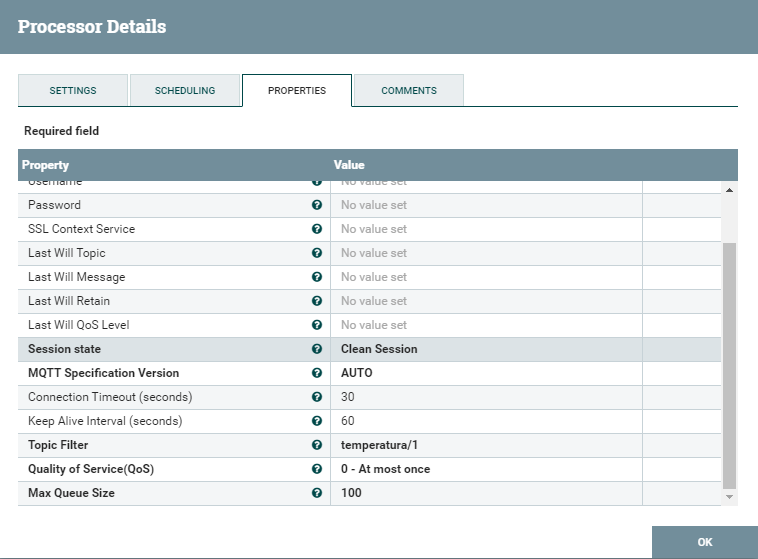 Processor Details
SETTINGS SCHEDULING PROPERTIES COMMENTS
Required field
Property Value
Username ? No value set
Password ? No value set
SSL Context Service ? No value set
Last Will Topic ? No value set
Last Will Message ? No value set
Last Will Retain ? No value set
Last Will QoS Level ? No value set
Session state ? Clean Session
MQTT Specification Version ? AUTO
Connection Timeout (seconds) ? 30
Keep Alive Interval (seconds) ? 60
Topic Filter ? temperatura/1
Quality of Service(QoS) ? 0 - At most once
Max Queue Size ? 100
OK